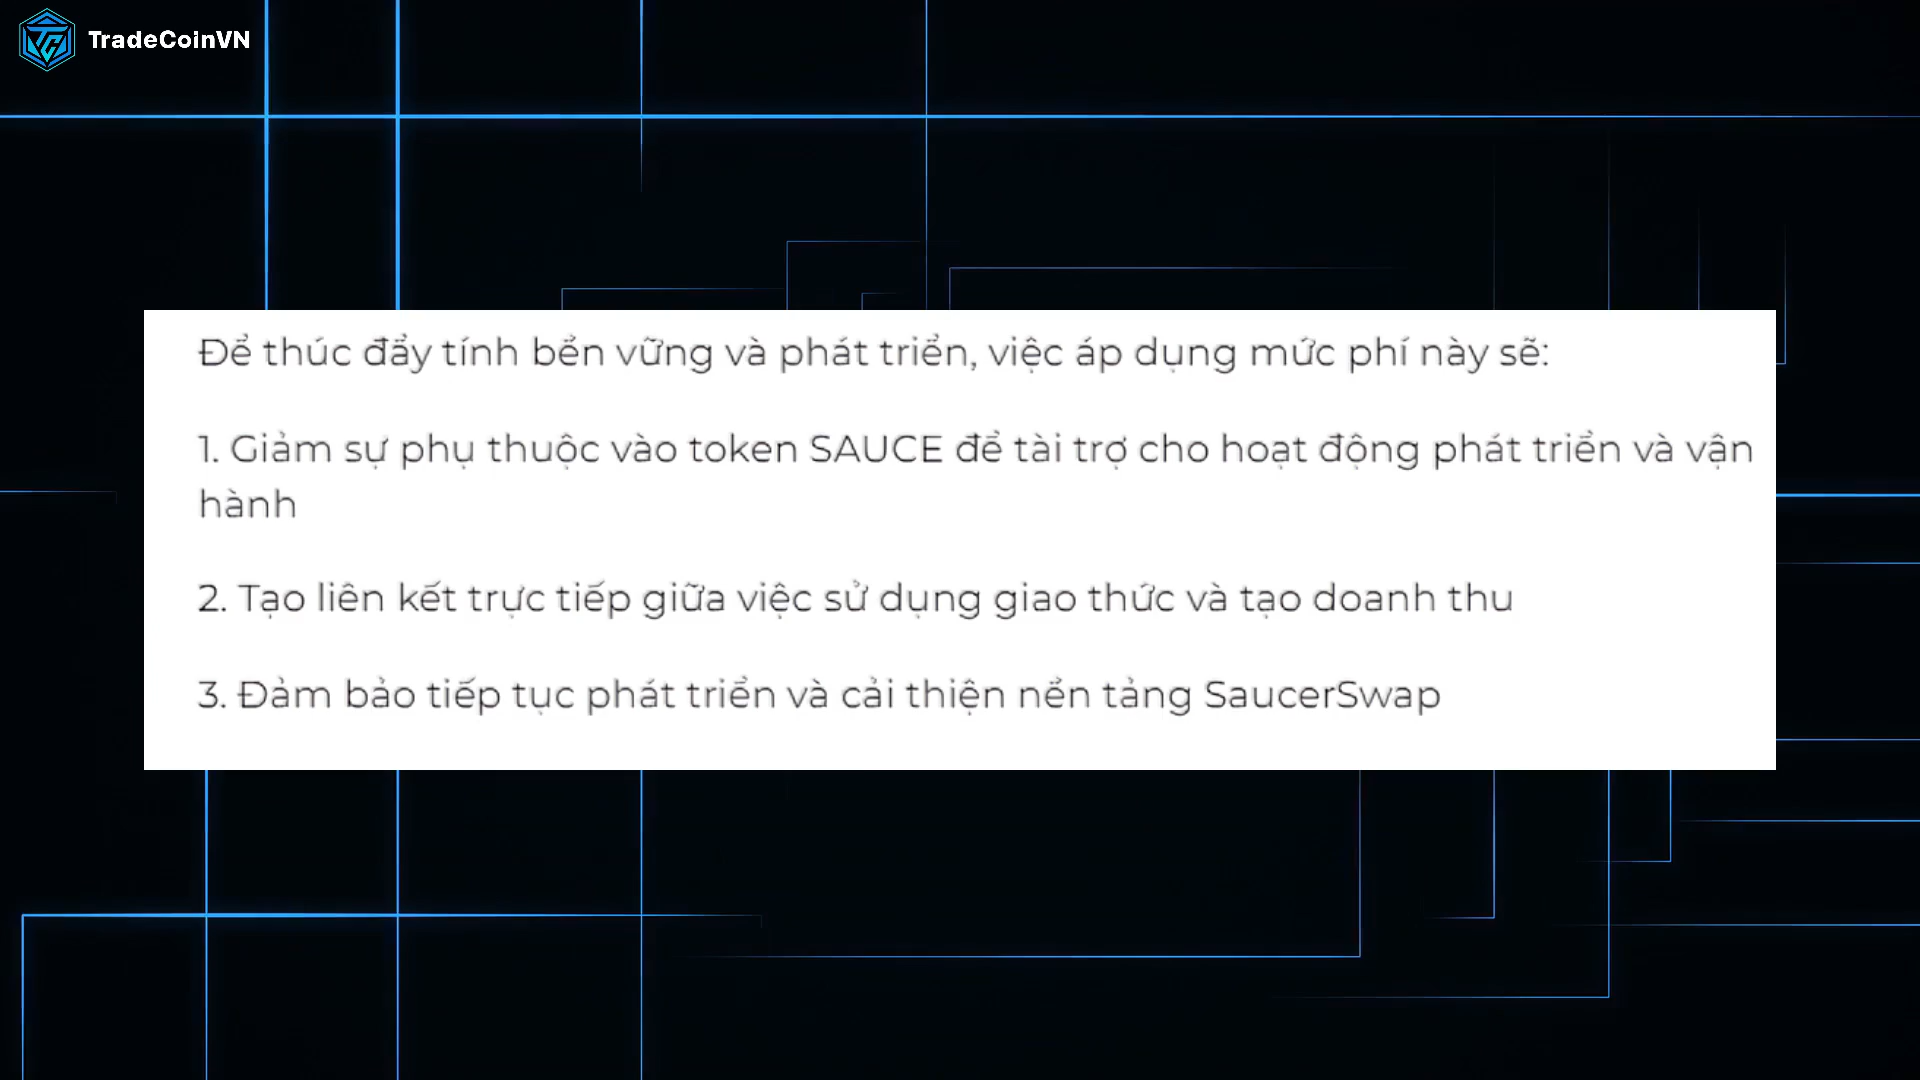 TradeCoinVN
Để thúc đẩy tính bền vững và phát triển, việc áp dụng mức phí này sẽ:
1. Giảm sự phụ thuộc vào token SAUCE để tài trợ cho hoạt động phát triển và vận
hành
2. Tạo liên kết trực tiếp giữa việc sử dụng giao thức và tạo doanh thu
3. Đảm bảo tiếp tục phát triển và cải thiện nền tảng SaucerSwap